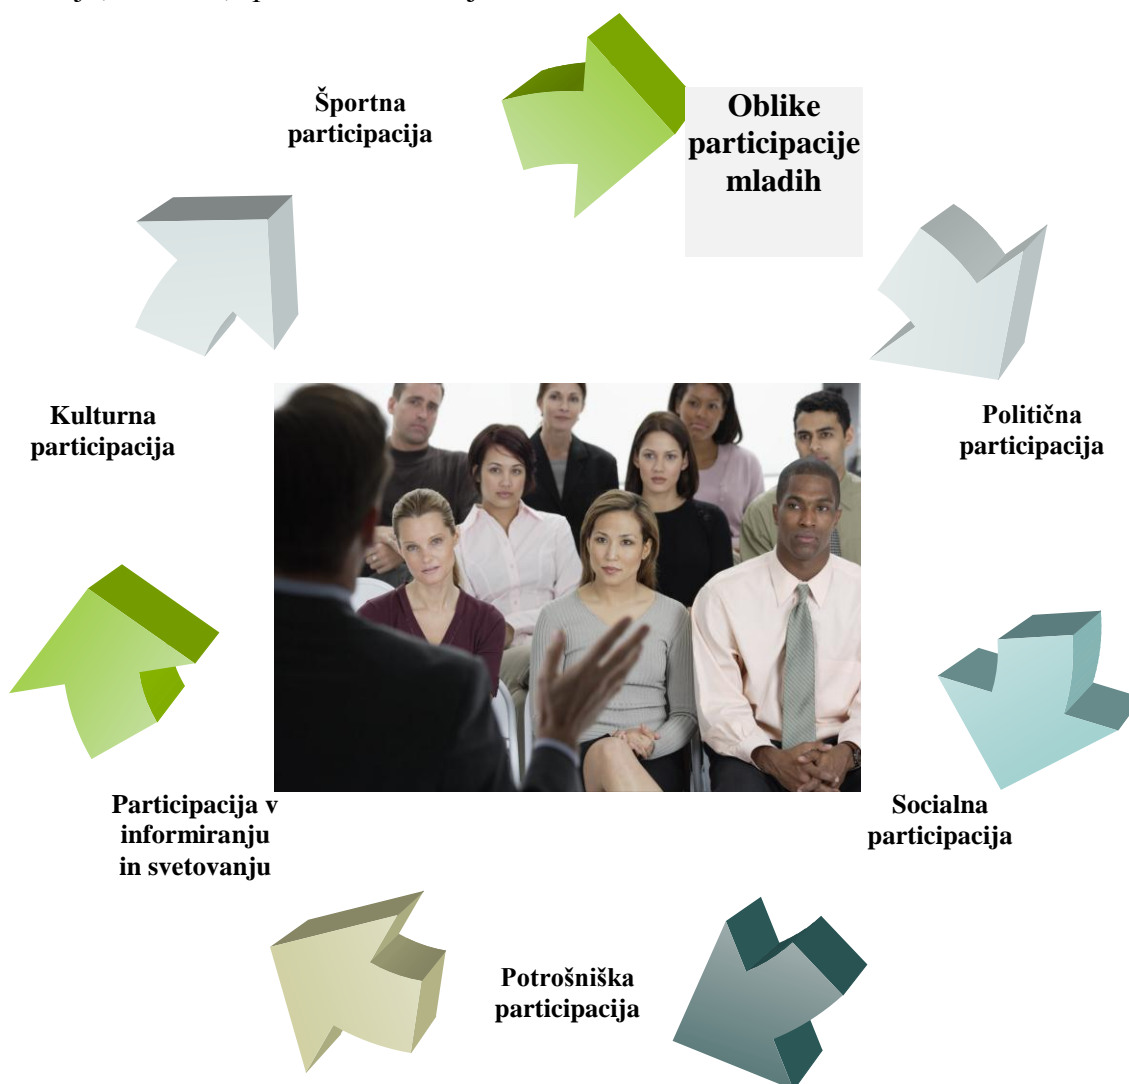 Športna
participacija
Oblike
participacije
mladih
Politična
participacija
Socialna
participacija
Potrošniška
participacija
Participacija v
informiranju
in svetovanju
Kulturna
participacija